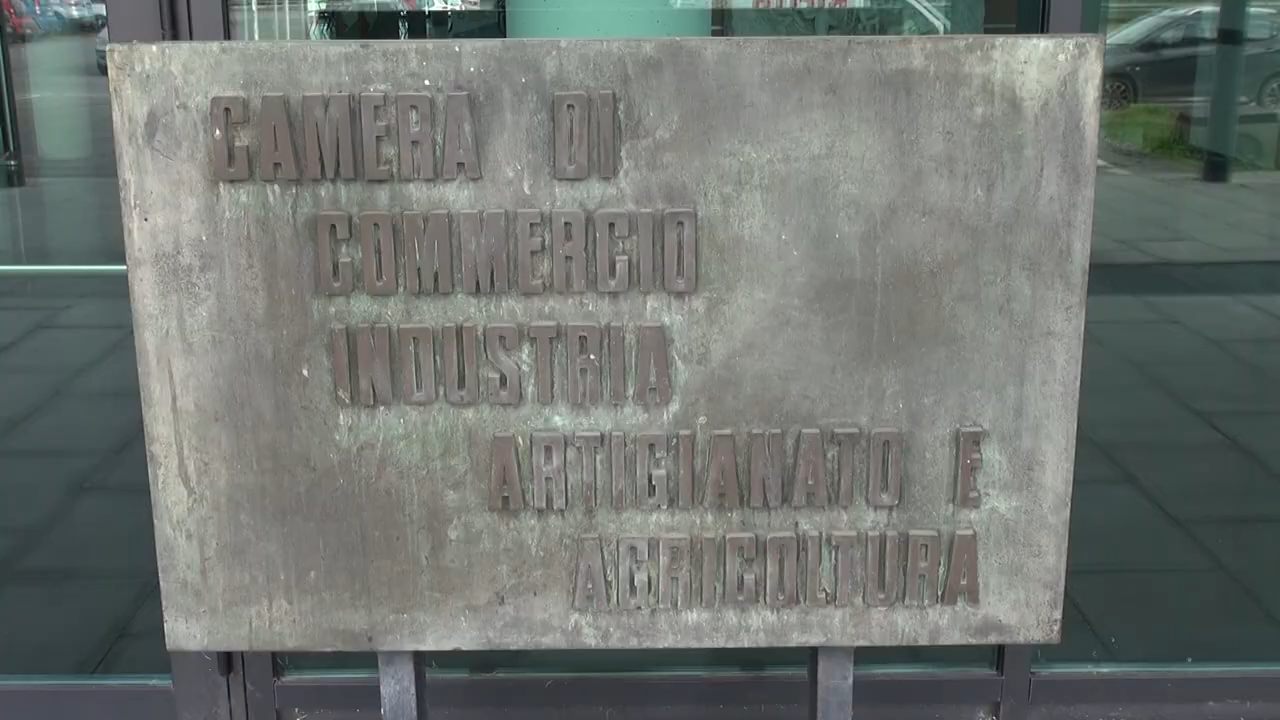 CAMERA DI
COMMERCIO
INDUSTRIA
ARTIGIANATO E
AGRICOLTURA